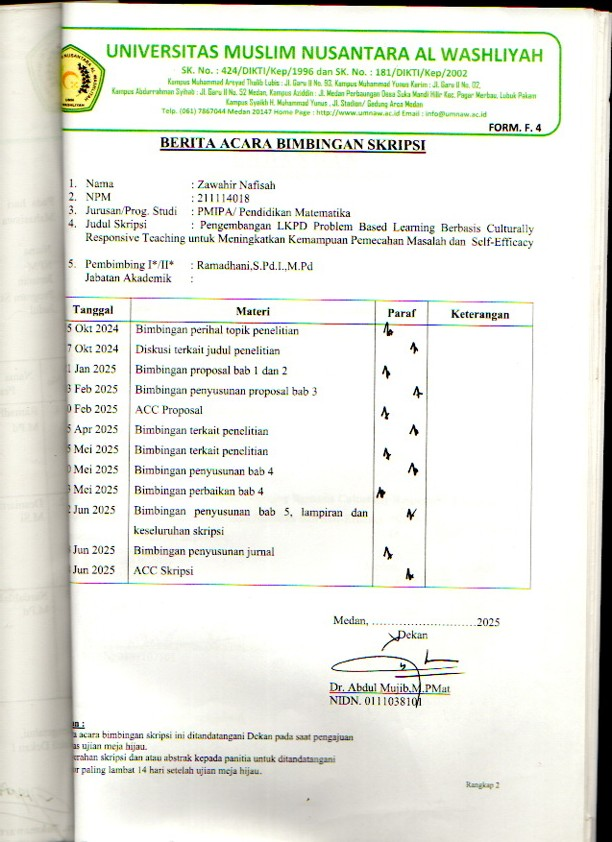 UNIVERSITAS MUSLIM NUSANTARA AL WASHLIYAH
SK. No. : 424/DIKTI/Kep/1996 dan SK. No. : 181/DIKTI/Kep/2002
Kampus Muhammad Arsyad Thalib Lubis : Jl. Garu II No. 93, Kampus Muhammad Yunus Karim : Jl. Garu II No. 02,
Kampus Abdurrahman Syihab : Jl. Garu II No. 52 Medan, Kampus Aziddin : Jl. Medan Perbaungan Desa Suka Mandi Hilir Kec. Pagar Merbau, Lubuk Pakam
Kampus Syaikh H. Muhammad Yunus, Jl. Stadion/ Gedung Arca Medan
Telp. (061) 7867044 Medan 20147 Home Page : http://www.umnaw.ac.id Email : info@umnaw.ac.id
FORM. F. 4
BERITA ACARA BIMBINGAN SKRIPSI
1. Nama : Zawahir Nafisah
2. NPM : 211114018
3. Jurusan/Prog. Studi : PMIPA/ Pendidikan Matematika
4. Judul Skripsi : Pengembangan LKPD Problem Based Learning Berbasis Culturally
Responsive Teaching untuk Meningkatkan Kemampuan Pemecahan Masalah dan Self-Efficacy
5. Pembimbing I*/II* : Ramadhani,S.Pd.I.,M.Pd
Jabatan Akademik :
Tanggal Materi Paraf Keterangan
5 Okt 2024 Bimbingan perihal topik penelitian
7 Okt 2024 Diskusi terkait judul penelitian
1 Jan 2025 Bimbingan proposal bab 1 dan 2
3 Feb 2025 Bimbingan penyusunan proposal bab 3
0 Feb 2025 ACC Proposal
5 Apr 2025 Bimbingan terkait penelitian
5 Mei 2025 Bimbingan terkait penelitian
0 Mei 2025 Bimbingan penyusunan bab 4
Mei 2025 Bimbingan perbaikan bab 4
2 Jun 2025 Bimbingan penyusunan bab 5, lampiran dan
keseluruhan skripsi
Jun 2025 Bimbingan penyusunan jurnal
Jun 2025 ACC Skripsi
Medan, ........................2025
Dekan
Dr. Abdul Mujib,M.PMat
NIDN. 0111038101
an :
a acara bimbingan skripsi ini ditandatangani Dekan pada saat pengajuan
as ujian meja hijau.
erahan skripsi dan atau abstrak kepada panitia untuk ditandatangani
or paling lambat 14 hari setelah ujian meja hijau.
Rangkap 2